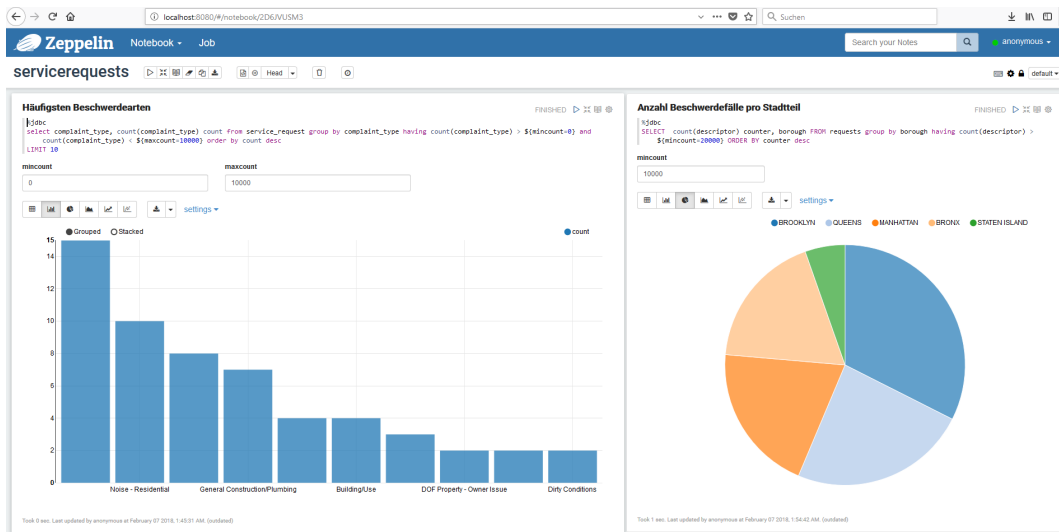 localhost:8080/#/notebook/2D6JVUSM3
Suchen
Zeppelin
Notebook
Job
Search your Notes
anonymous
servicerequests
Head
default
Häufigsten Beschwerdearten
FINISHED
%jdbc
select complaint_type, count(complaint_type) count from service_request group by complaint_type having count(complaint_type) > ${mincount=0} and
count(complaint_type) < ${maxcount=10000} order by count desc
LIMIT 10
mincount
maxcount
0
10000
settings
Grouped
Stacked
count
15
14
12
10
8
6
4
2
0
Noise - Residential
General Construction/Plumbing
Building/Use
DOF Property - Owner Issue
Dirty Conditions
Took 0 sec. Last updated by anonymous at February 07 2018, 1:45:31 AM. (outdated)
Anzahl Beschwerdefälle pro Stadtteil
FINISHED
%jdbc
SELECT count(descriptor) counter, borough FROM requests group by borough having count(descriptor) >
${mincount=20000} ORDER BY counter desc
mincount
10000
settings
BROOKLYN
QUEENS
MANHATTAN
BRONX
STATEN ISLAND
Took 1 sec. Last updated by anonymous at February 07 2018, 1:34:42 AM. (outdated)